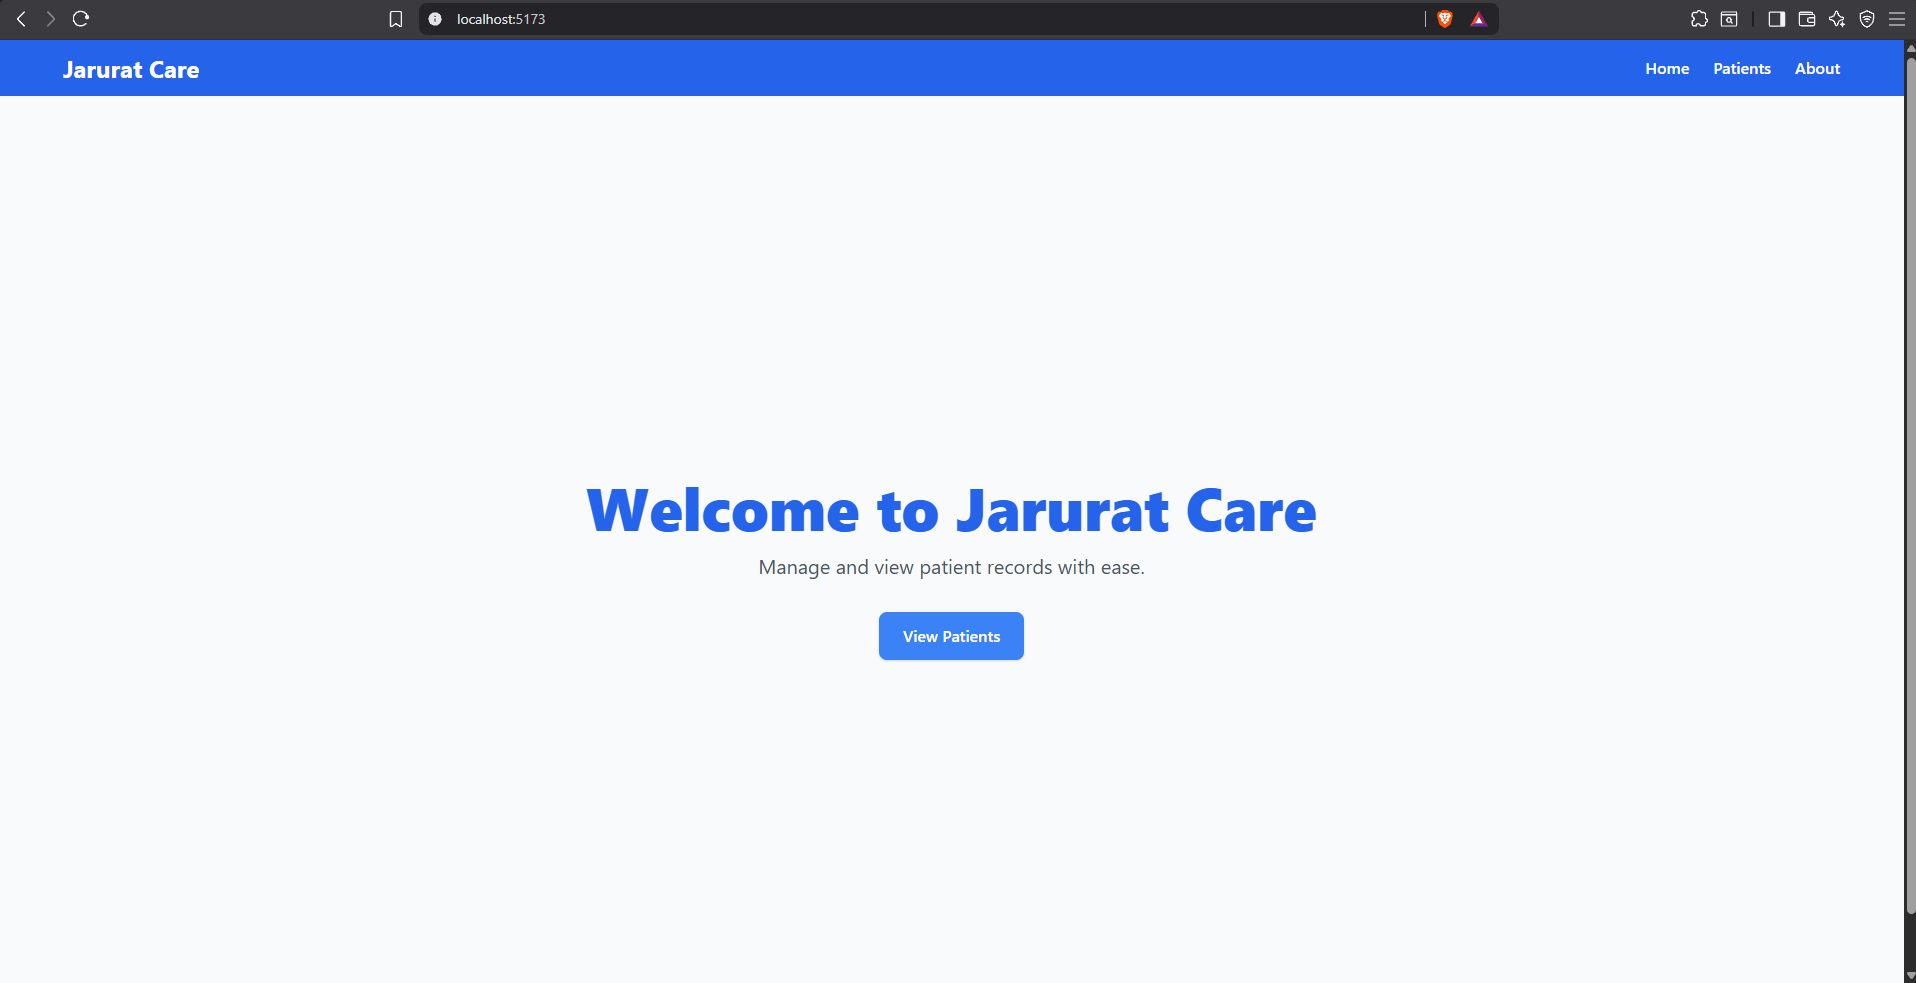 localhost:5173
Jarurat Care
Home Patients About
Welcome to Jarurat Care
Manage and view patient records with ease.
View Patients